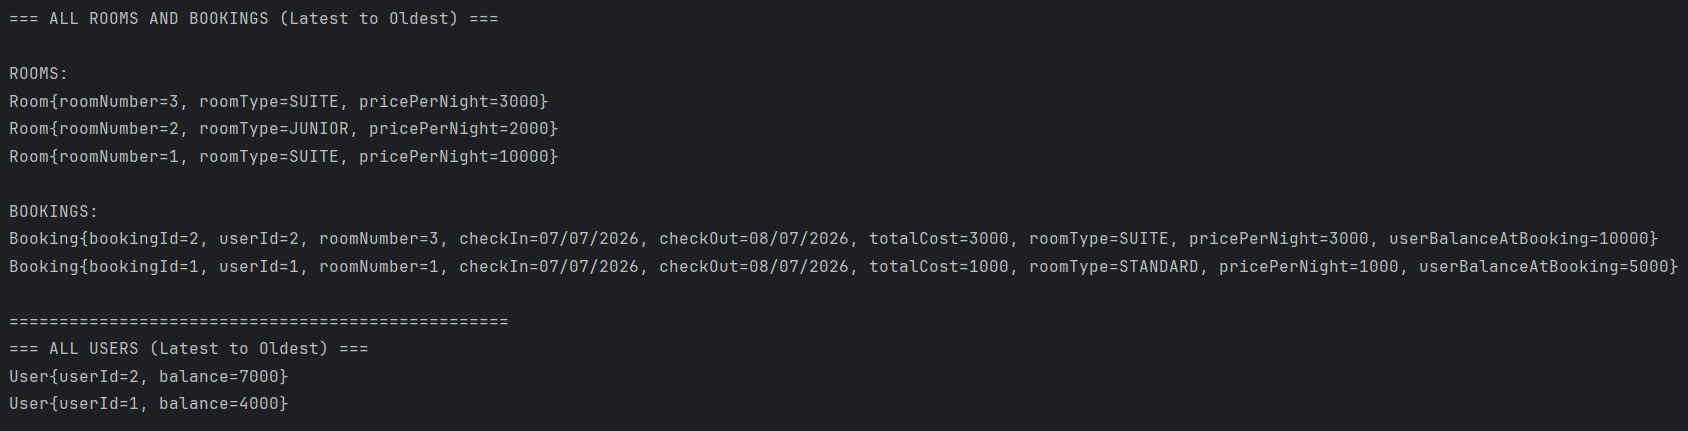 === ALL ROOMS AND BOOKINGS (Latest to Oldest) ===
ROOMS:
Room{roomNumber=3, roomType=SUITE, pricePerNight=3000}
Room{roomNumber=2, roomType=JUNIOR, pricePerNight=2000}
Room{roomNumber=1, roomType=SUITE, pricePerNight=10000}
BOOKINGS:
Booking{bookingId=2, userId=2, roomNumber=3, checkIn=07/07/2026, checkOut=08/07/2026, totalCost=3000, roomType=SUITE, pricePerNight=3000, userBalanceAtBooking=10000}
Booking{bookingId=1, userId=1, roomNumber=1, checkIn=07/07/2026, checkOut=08/07/2026, totalCost=1000, roomType=STANDARD, pricePerNight=1000, userBalanceAtBooking=5000}
==================================================
=== ALL USERS (Latest to Oldest) ===
User{userId=2, balance=7000}
User{userId=1, balance=4000}